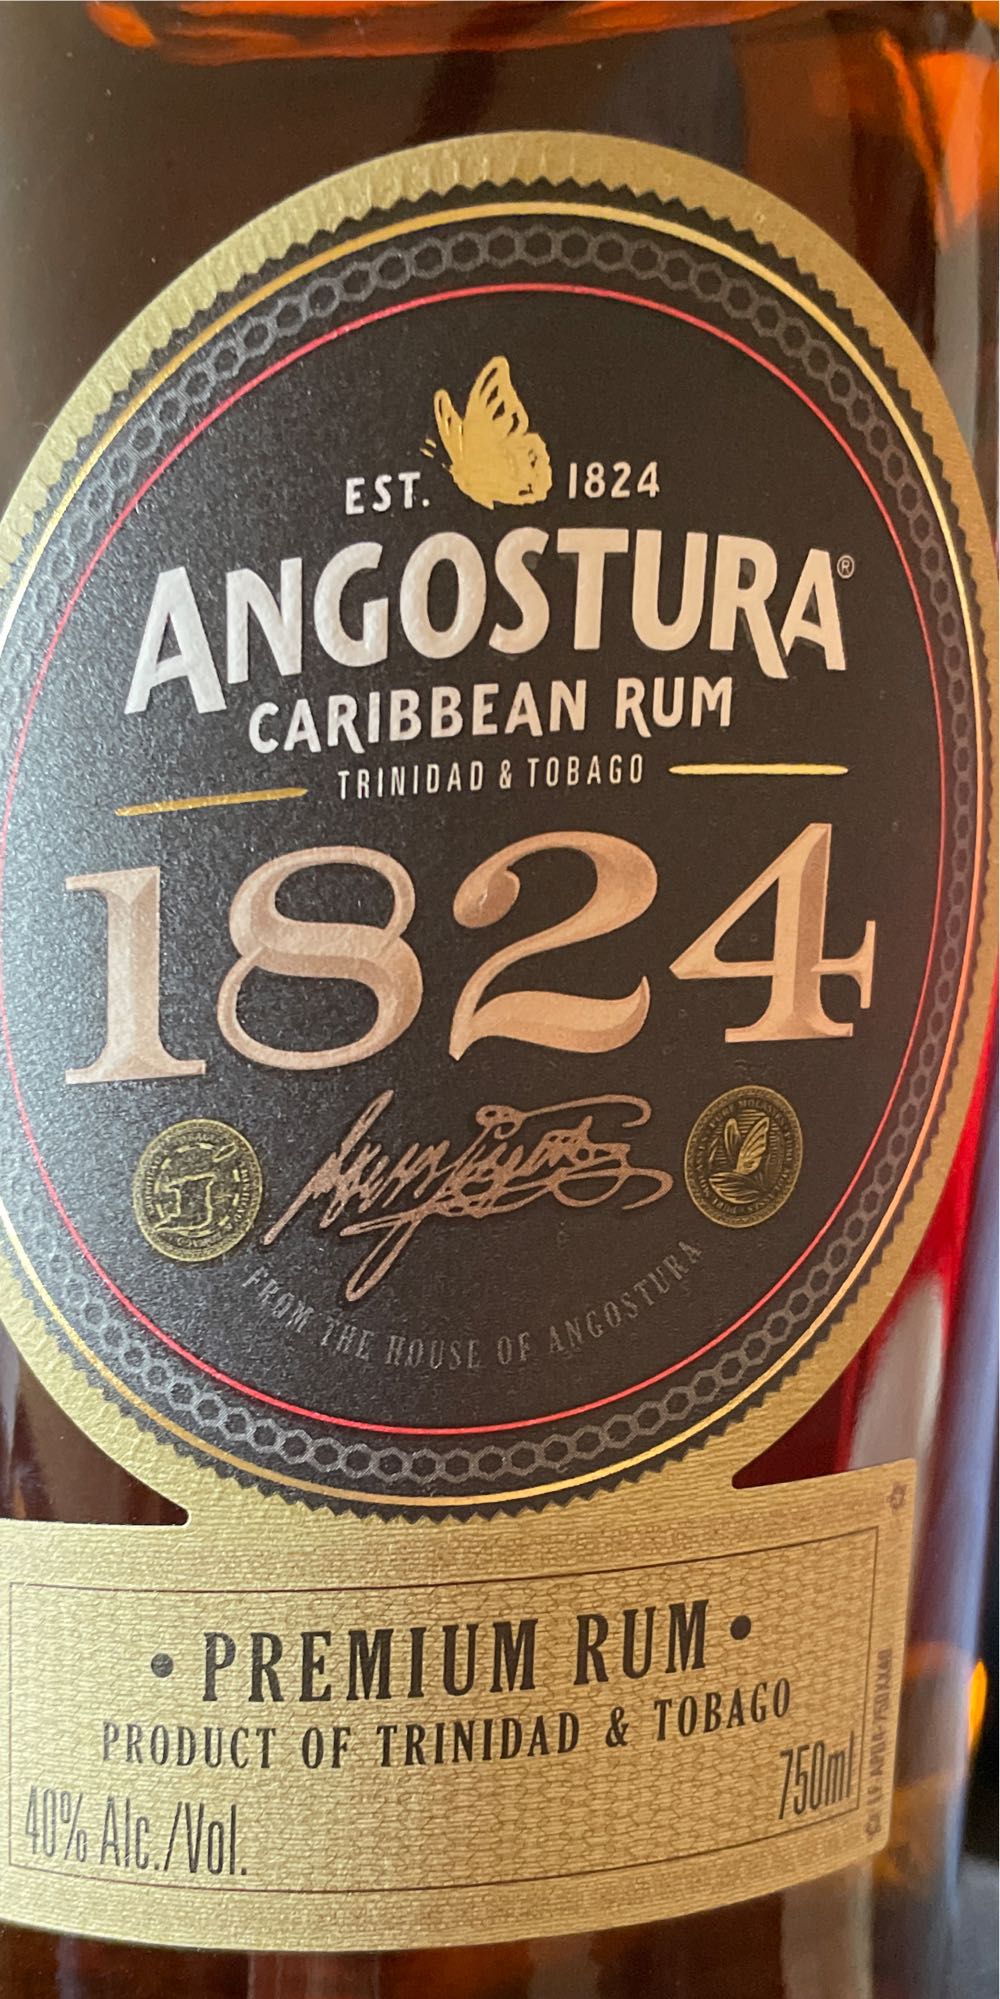 EST. 1824
ANGOSTURA®
CARIBBEAN RUM
TRINIDAD & TOBAGO
1824
FROM THE HOUSE OF ANGOSTURA
• PREMIUM RUM •
PRODUCT OF TRINIDAD & TOBAGO
40% Alc./Vol.
750ml